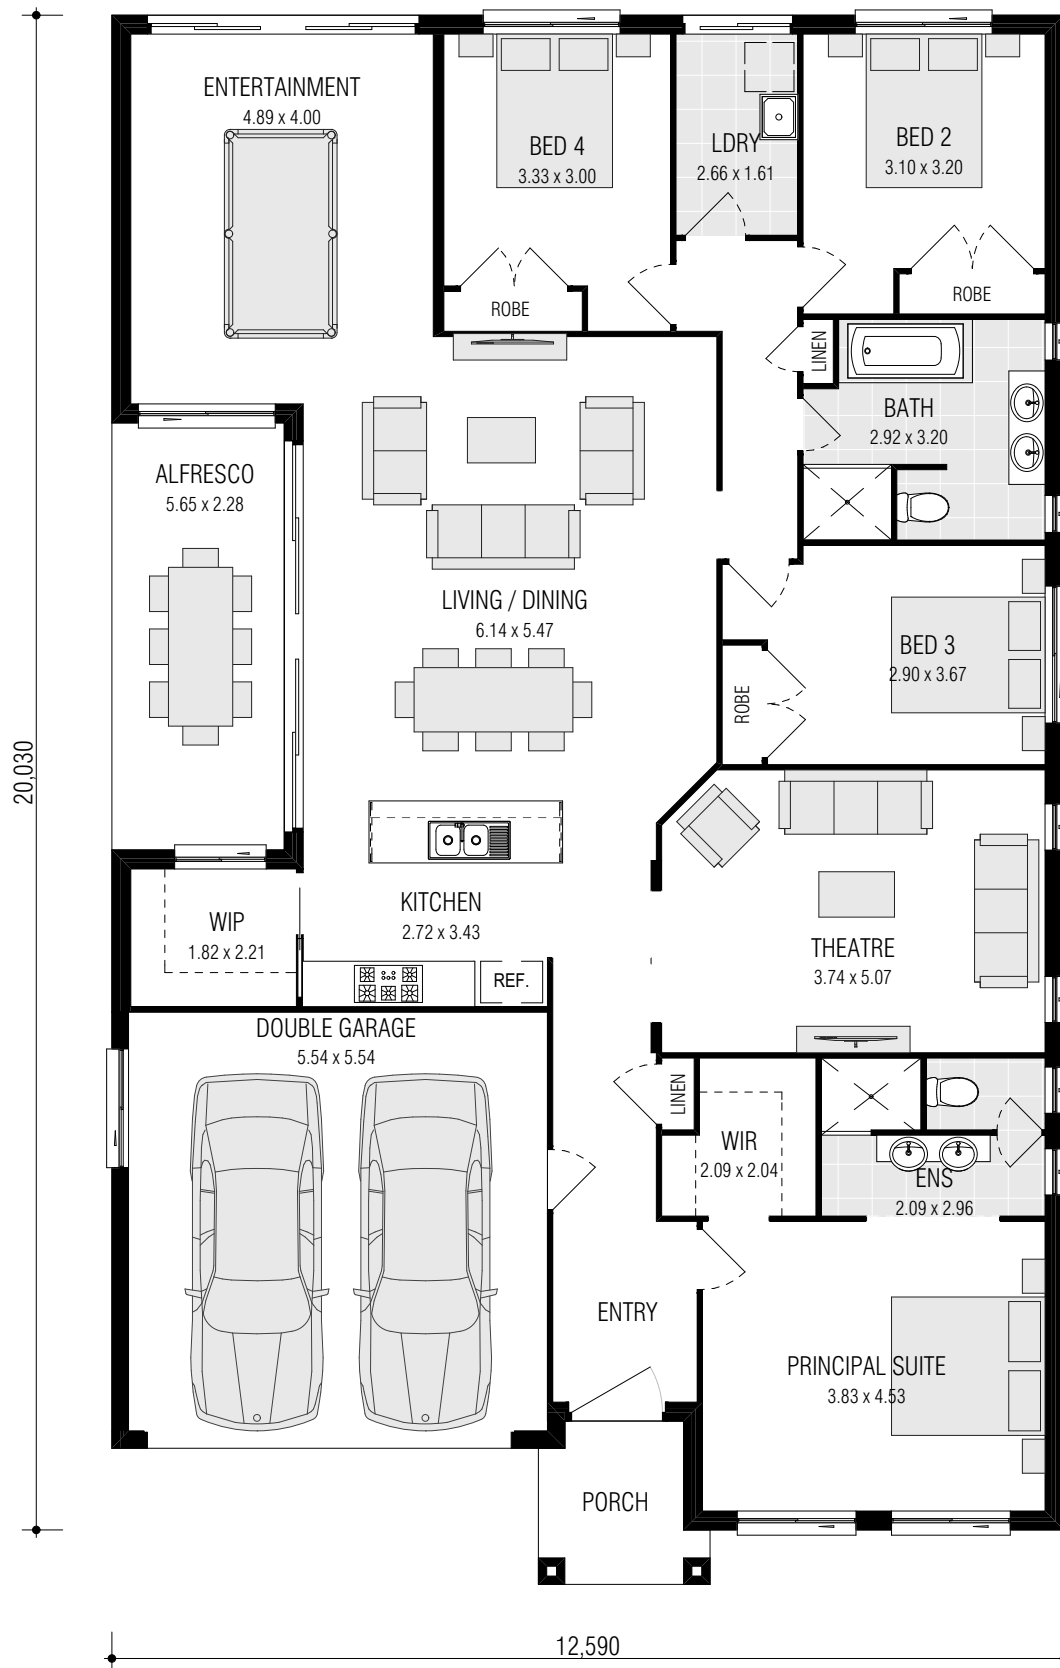 ENTERTAINMENT
4.89 x 4.00
BED 4
3.33 x 3.00
LDRY
2.66 x 1.61
BED 2
3.10 x 3.20
ROBE
ROBE
LINEN
BATH
2.92 x 3.20
ALFRESCO
5.65 x 2.28
LIVING / DINING
6.14 x 5.47
BED 3
2.90 x 3.67
ROBE
20,030
KITCHEN
2.72 x 3.43
WIP
1.82 x 2.21
REF.
THEATRE
3.74 x 5.07
DOUBLE GARAGE
5.54 x 5.54
LINEN
WIR
2.09 x 2.04
ENS
2.09 x 2.96
ENTRY
PRINCIPAL SUITE
3.83 x 4.53
PORCH
12,590